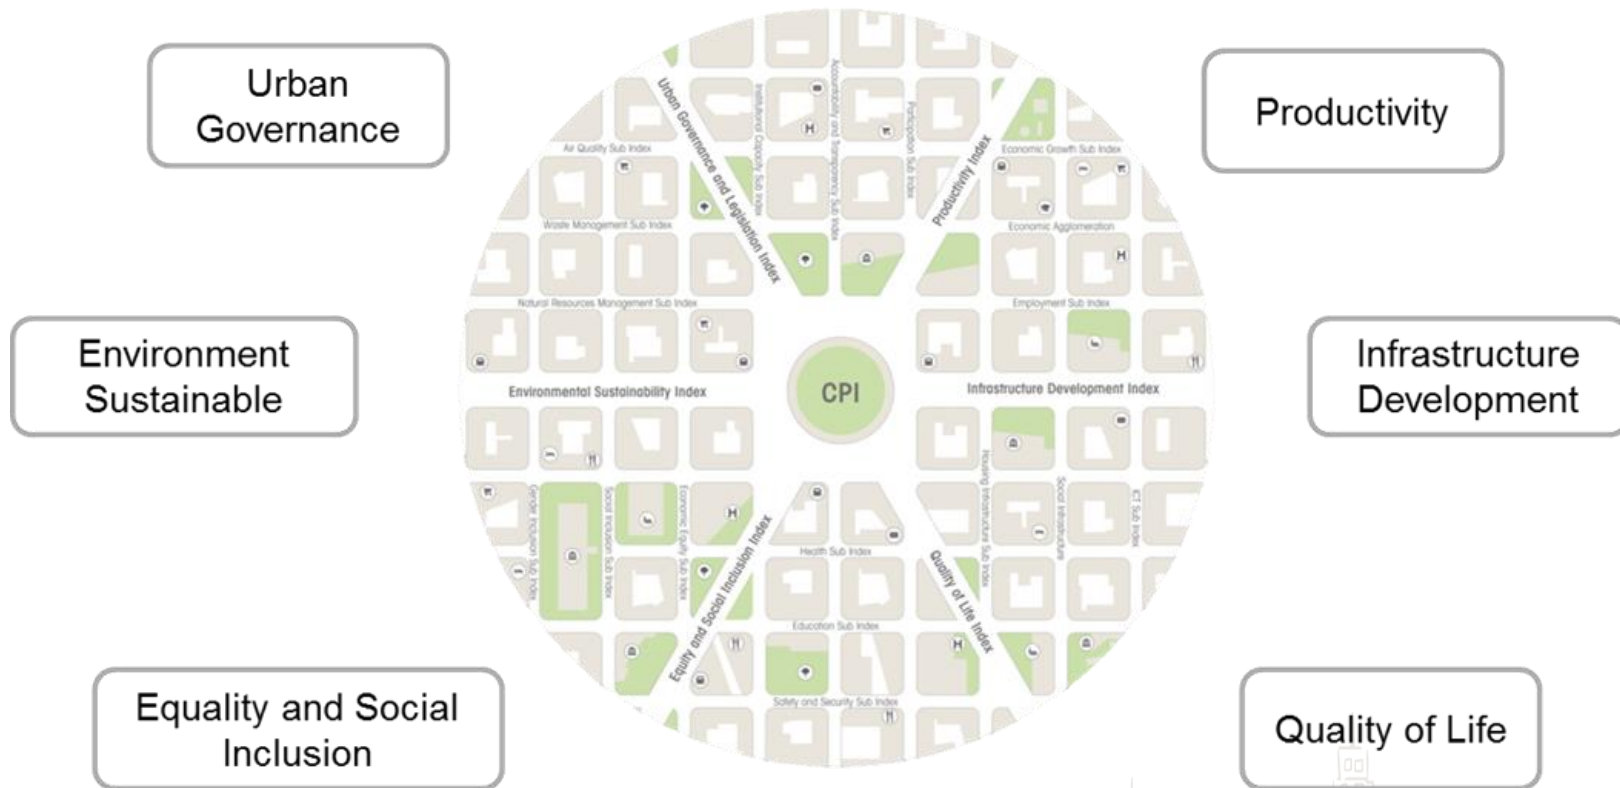 Urban
Governance
Productivity
Environment
Sustainable
Infrastructure
Development
Equality and Social
Inclusion
Quality of Life
CPI
Urban Governance and Legislation Index
Institutional Capacity Sub Index
Accountability and Transparency Sub Index
Participation Sub Index
Productivity Index
Economic Growth Sub Index
Economic Agglomeration
Employment Sub Index
Infrastructure Development Index
Housing Infrastructure Sub Index
Social Infrastructure
ICT Sub Index
Quality of Life Index
Health Sub Index
Education Sub Index
Safety and Security Sub Index
Equity and Social Inclusion Index
Economic Equity Sub Index
Social Inclusion Sub Index
Gender Inclusion Sub Index
Environmental Sustainability Index
Air Quality Sub Index
Waste Management Sub Index
Natural Resources Management Sub Index
H
H
H
H